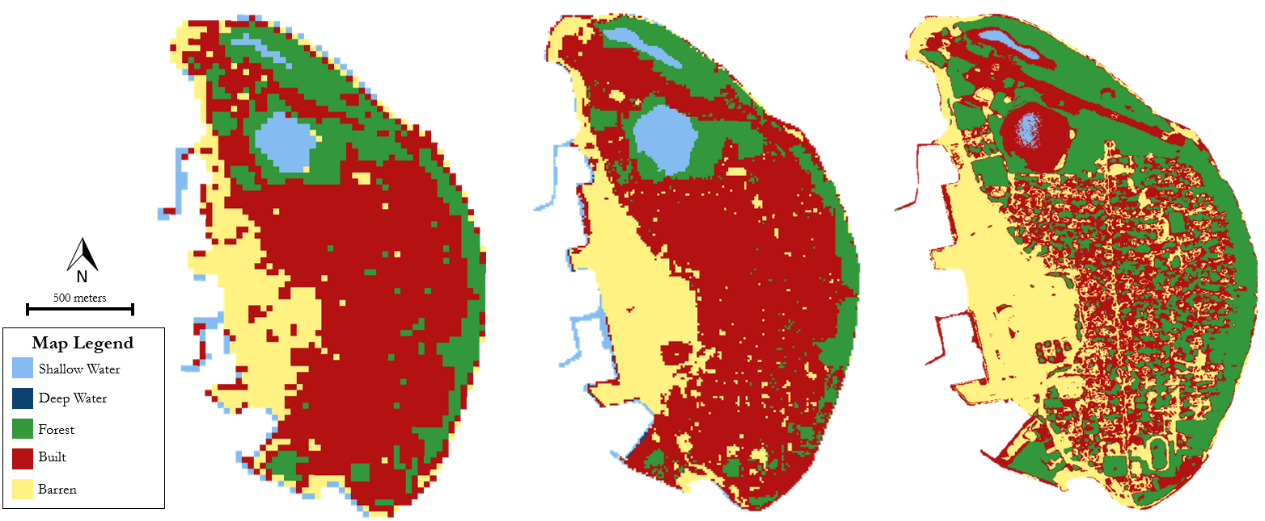 N
500 meters
Map Legend
Shallow Water
Deep Water
Forest
Built
Barren